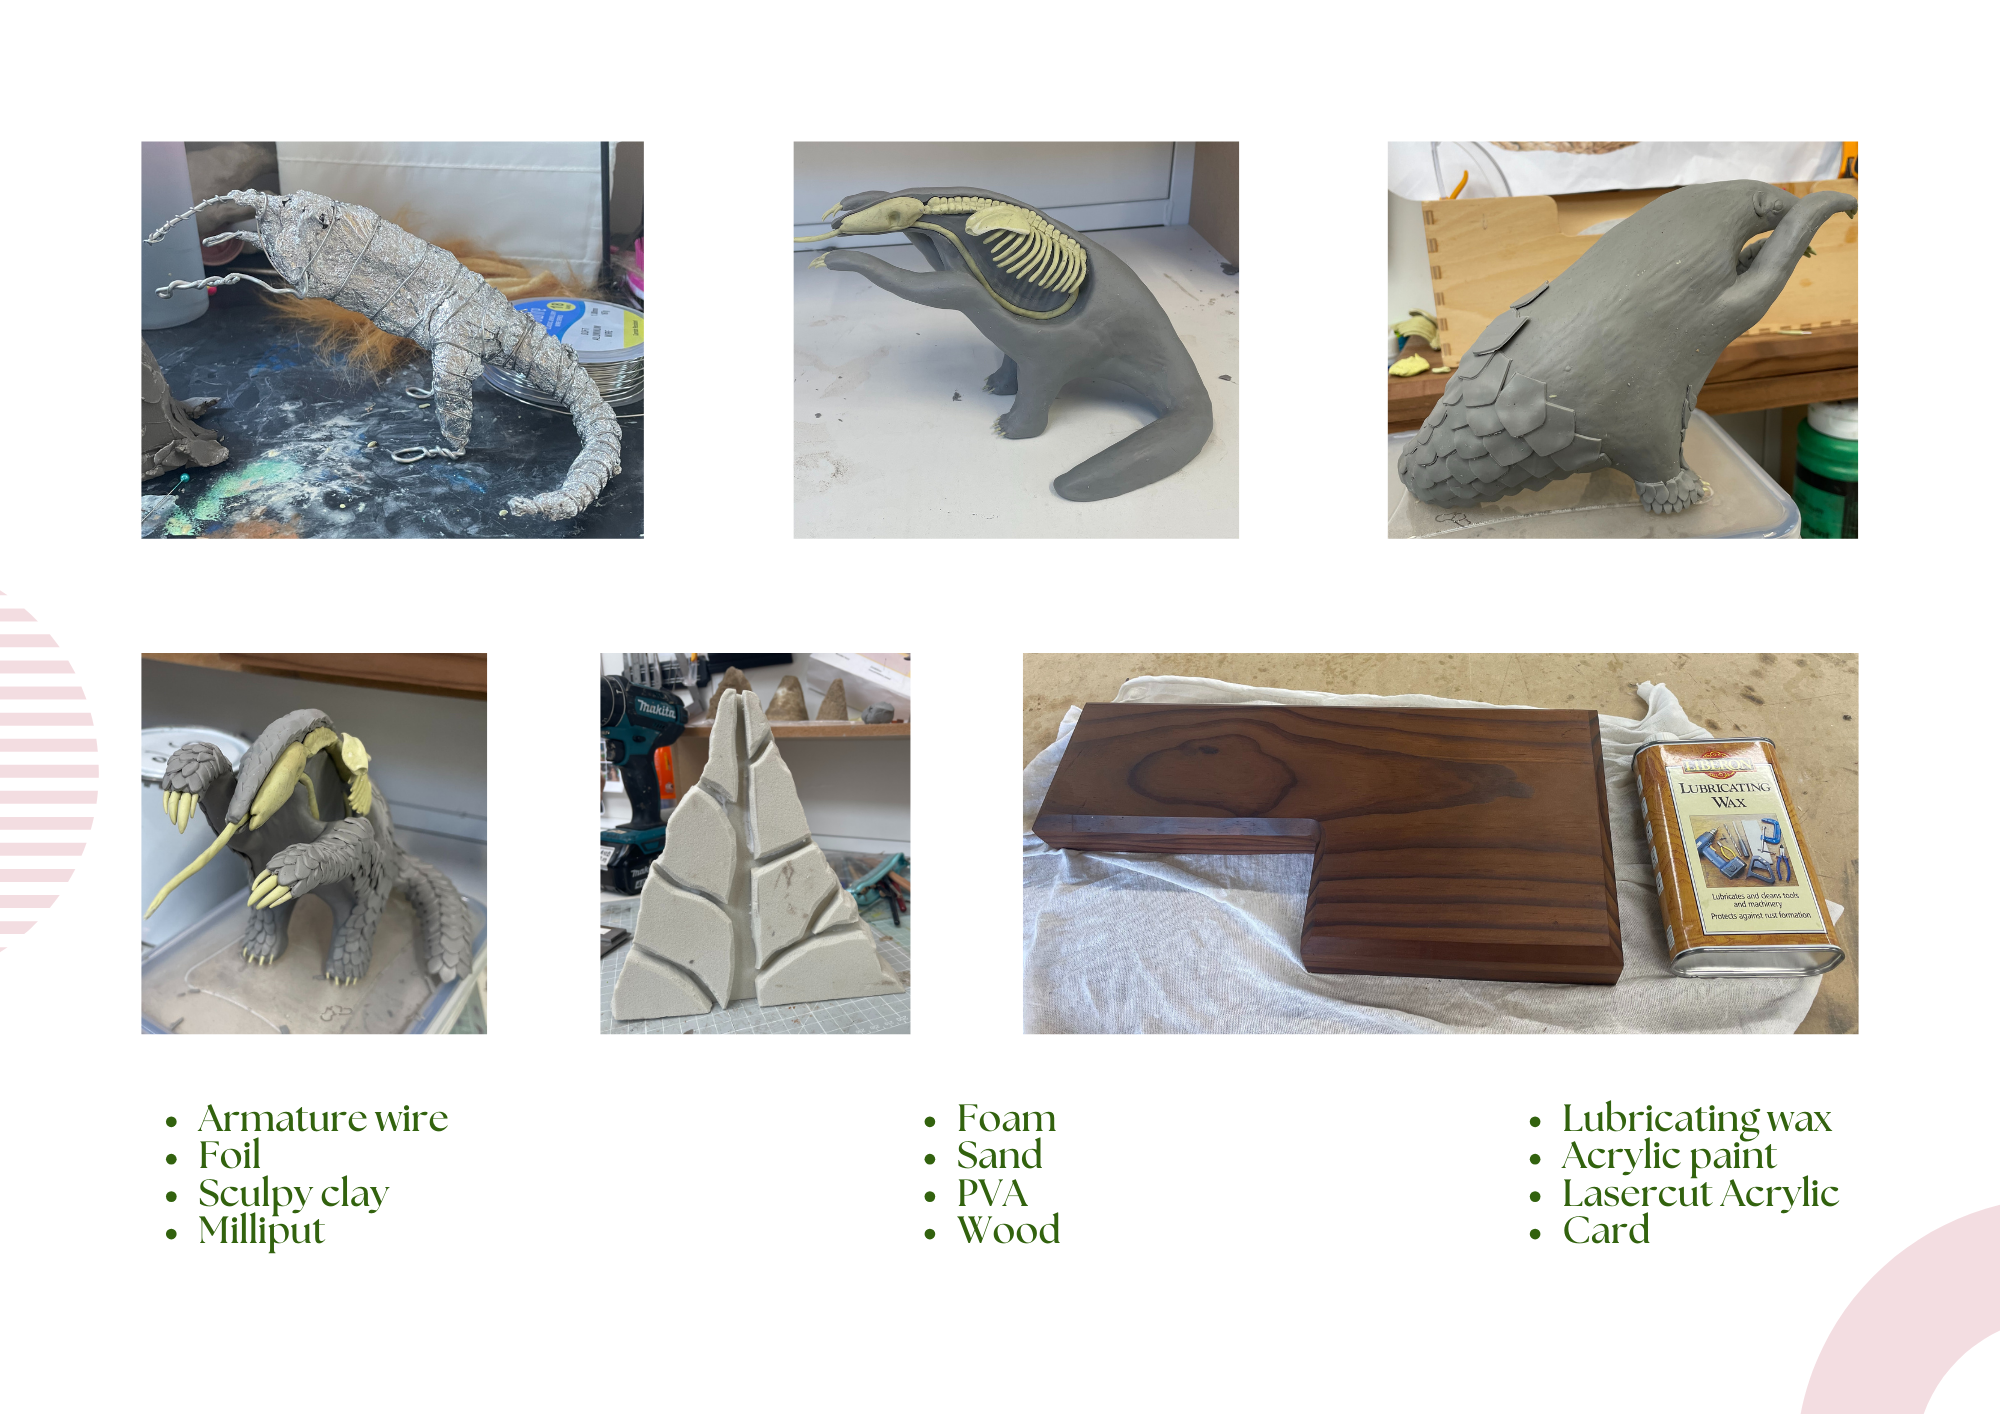 makita
LIBERON
LUBRICATING
WAX
Lubricates and cleans tools
and machinery
Protects against rust formation
• Armature wire
• Foil
• Sculpy clay
• Milliput
• Foam
• Sand
• PVA
• Wood
• Lubricating wax
• Acrylic paint
• Lasercut Acrylic
• Card